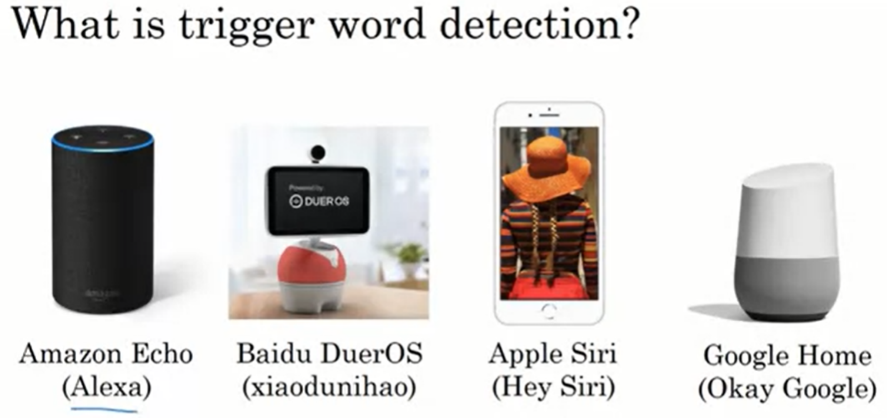 What is trigger word detection?
amazon
Powered by
DUER OS
Amazon Echo
(Alexa)
Baidu DuerOS
(xiaodunihao)
Apple Siri
(Hey Siri)
Google Home
(Okay Google)